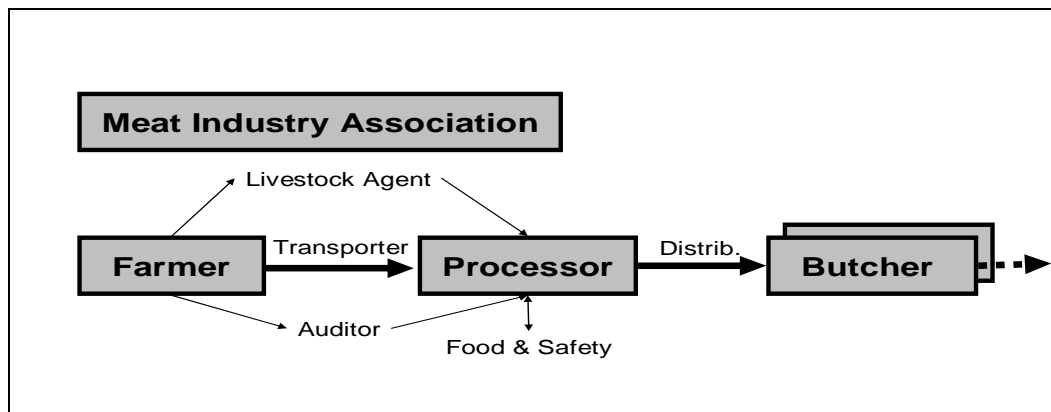 Meat Industry Association
Livestock Agent
Farmer
Transporter
Processor
Distrib.
Butcher
Auditor
Food & Safety